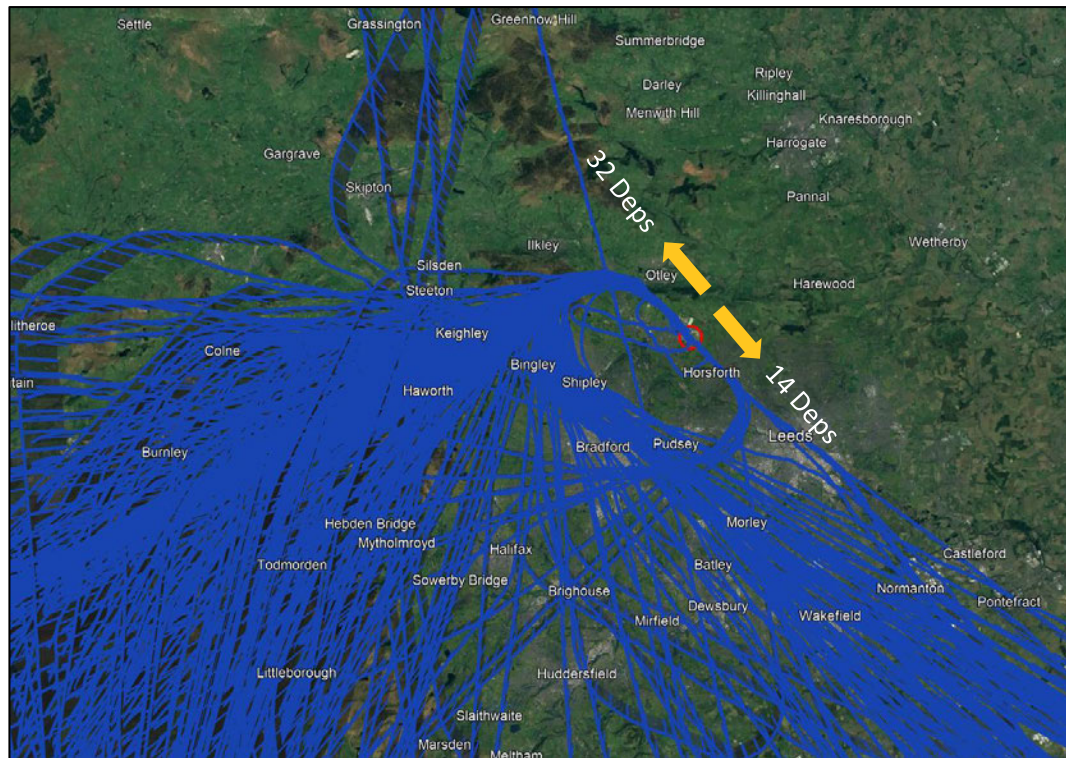 Settle
Grassington
Greenhow Hill
Summerbridge
Ripley
Darley
Killinghall
Menwith Hill
Knaresborough
Harrogate
Gargrave
32 Deps
Skipton
Pannal
Ilkley
Wetherby
Silsden
Otley
Harewood
Steeton
litheroe
Keighley
Colne
Bingley
Horsforth
tain
Shipley
Haworth
14 Deps
Leeds
Burnley
Bradford
Pudsey
Hebden Bridge
Morley
Mytholmroyd
Halifax
Castleford
Todmorden
Batley
Sowerby Bridge
Brighouse
Normanton
Pontefract
Dewsbury
Mirfield
Wakefield
Littleborough
Huddersfield
Slaithwaite
Marsden
Meltham